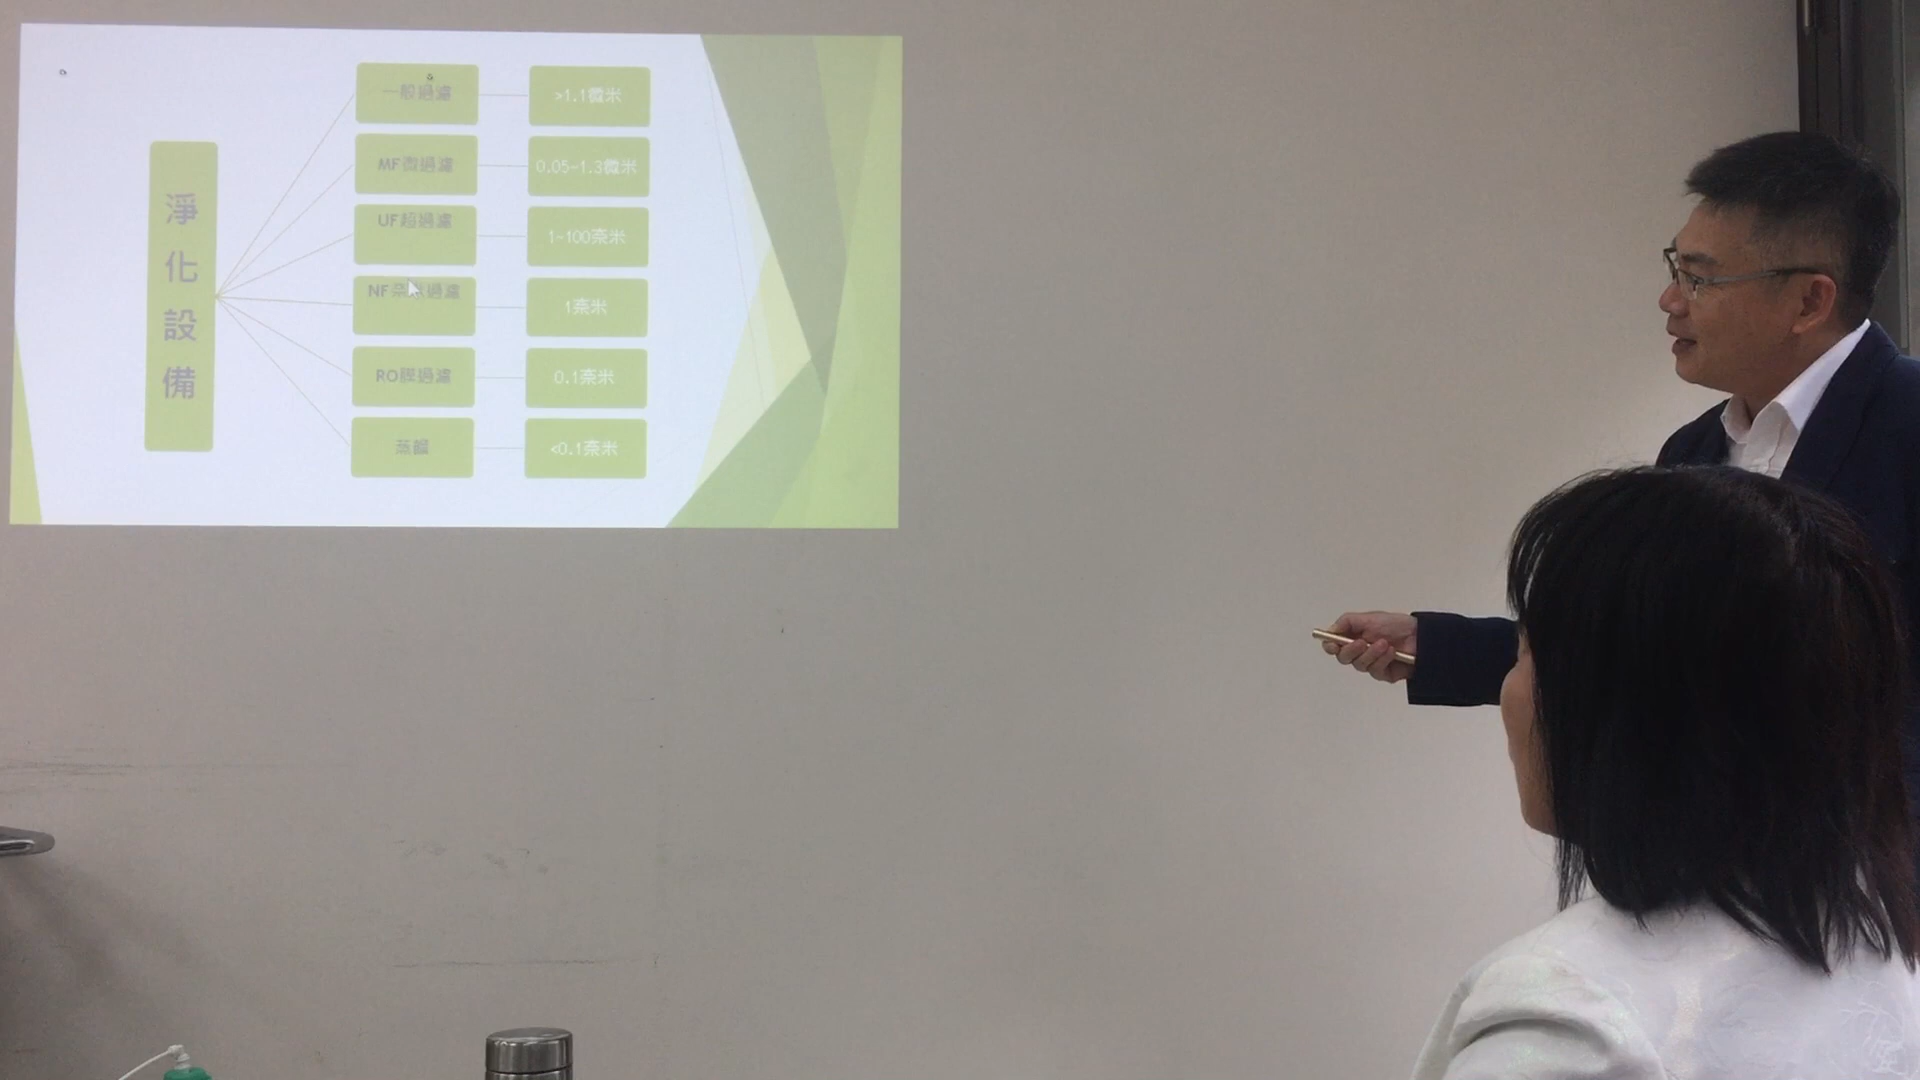 淨
化
設
備
一般過濾
>1.1微米
MF微過濾
0.05~1.3微米
UF超過濾
1~100奈米
NF奈米過濾
1奈米
RO膜過濾
0.1奈米
蒸餾
<0.1奈米